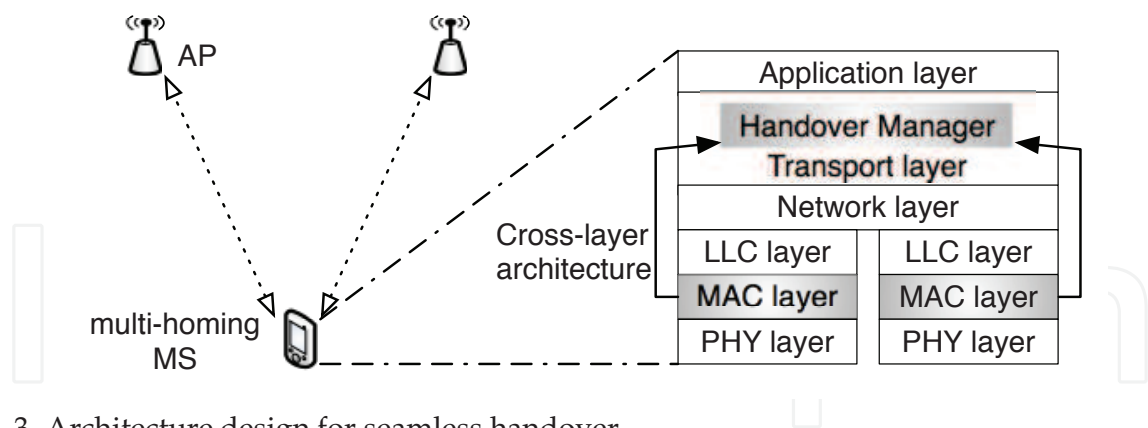 AP
multi-homing
MS
Cross-layer
architecture
Application layer
Handover Manager
Transport layer
Network layer
LLC layer
LLC layer
MAC layer
MAC layer
PHY layer
PHY layer
3. Architecture design for seamless handover